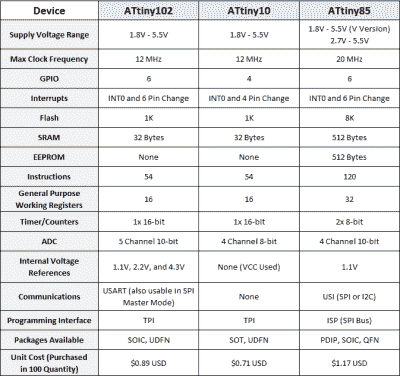 Device ATtiny102 ATtiny10 ATtiny85
Supply Voltage Range 1.8V - 5.5V 1.8V - 5.5V 1.8V - 5.5V (V Version)
2.7V - 5.5V
Max Clock Frequency 12 MHz 12 MHz 20 MHz
GPIO 6 4 6
Interrupts INT0 and 6 Pin Change INT0 and 4 Pin Change INT0 and 6 Pin Change
Flash 1K 1K 8K
SRAM 32 Bytes 32 Bytes 512 Bytes
EEPROM None None 512 Bytes
Instructions 54 54 120
General Purpose
Working Registers 16 16 32
Timer/Counters 1x 16-bit 1x 16-bit 2x 8-bit
ADC 5 Channel 10-bit 4 Channel 8-bit 4 Channel 10-bit
Internal Voltage
References 1.1V, 2.2V, and 4.3V None (VCC Used) 1.1V
Communications USART (also usable in SPI
Master Mode) None USI (SPI or I2C)
Programming Interface TPI TPI ISP (SPI Bus)
Packages Available SOIC, UDFN SOT, UDFN PDIP, SOIC, QFN
Unit Cost (Purchased
in 100 Quantity) $0.89 USD $0.71 USD $1.17 USD